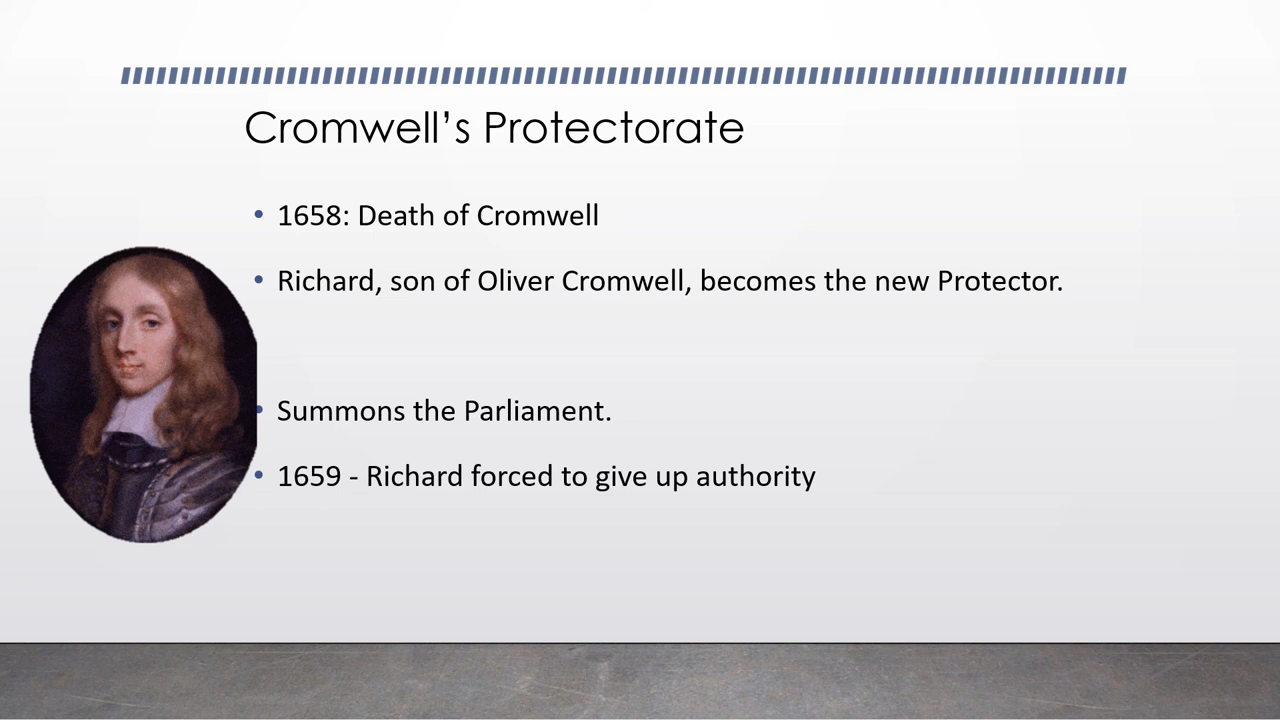 Cromwell’s Protectorate
• 1658: Death of Cromwell
• Richard, son of Oliver Cromwell, becomes the new Protector.
• Summons the Parliament.
• 1659 - Richard forced to give up authority